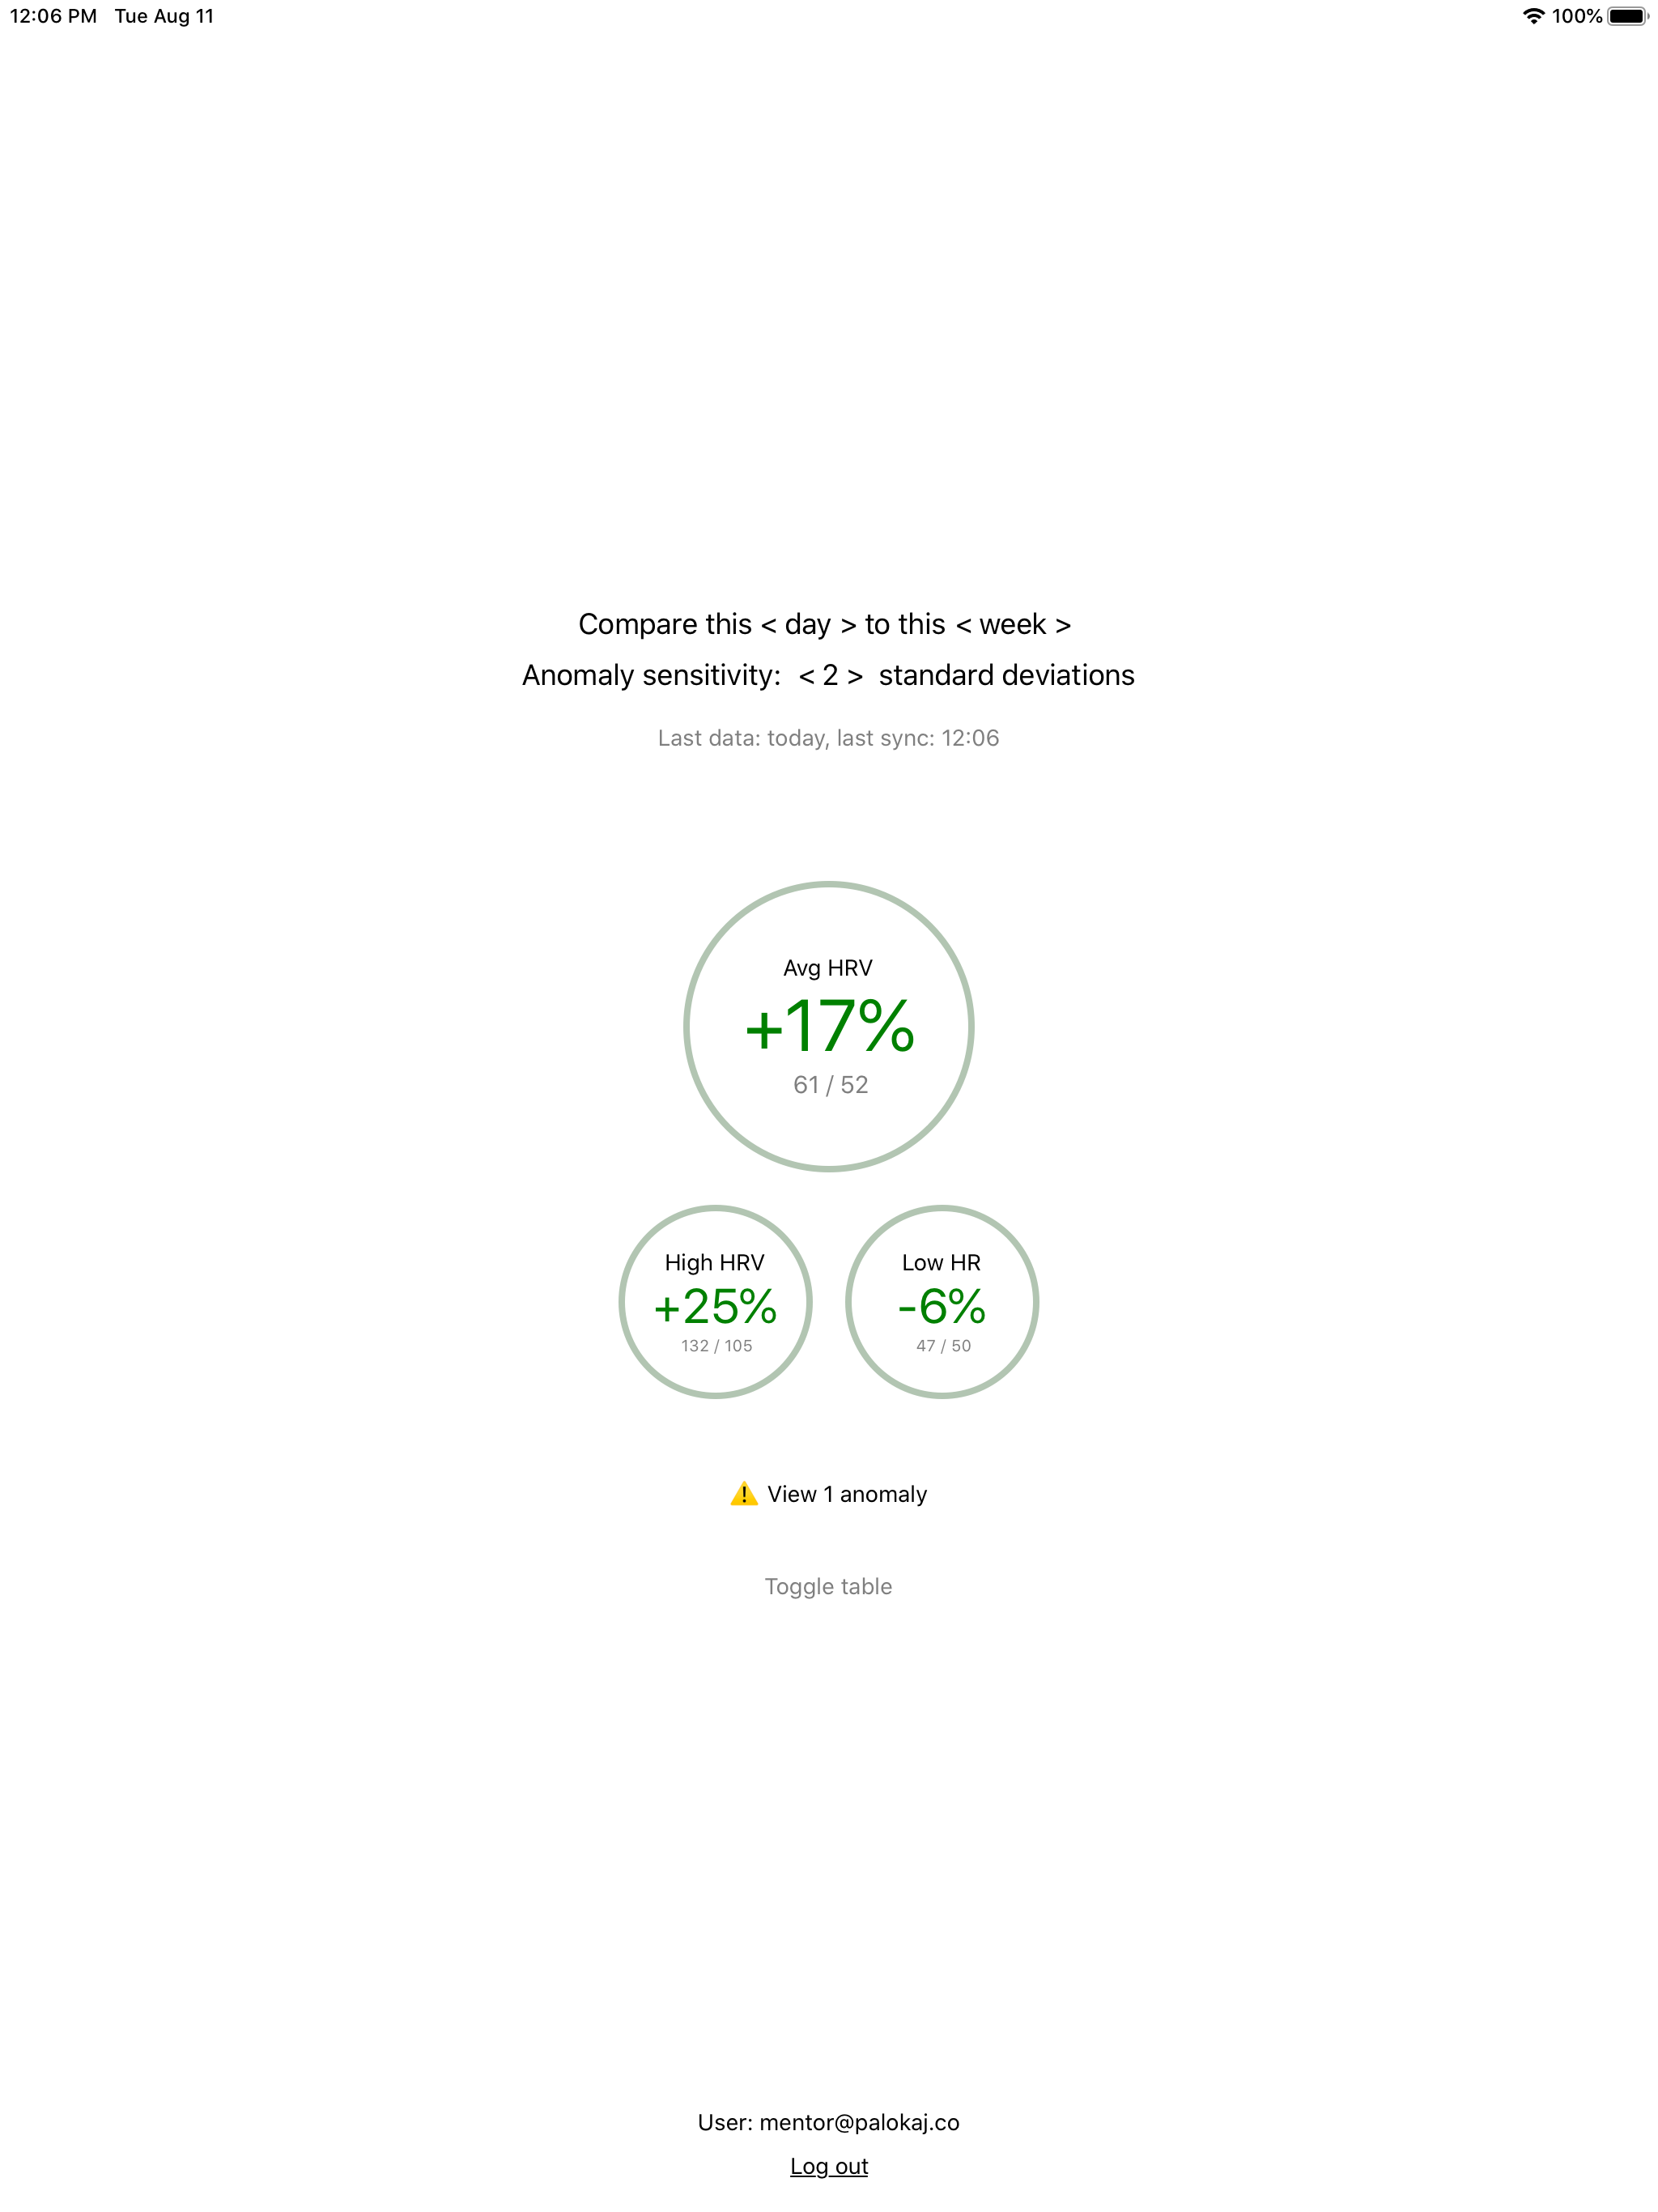 12:06 PM Tue Aug 11 100%
Compare this < day > to this < week >
Anomaly sensitivity: < 2 > standard deviations
Last data: today, last sync: 12:06
Avg HRV
+17%
61 / 52
High HRV
+25%
132 / 105
Low HR
-6%
47 / 50
View 1 anomaly
Toggle table
User: mentor@palokaj.co
Log out